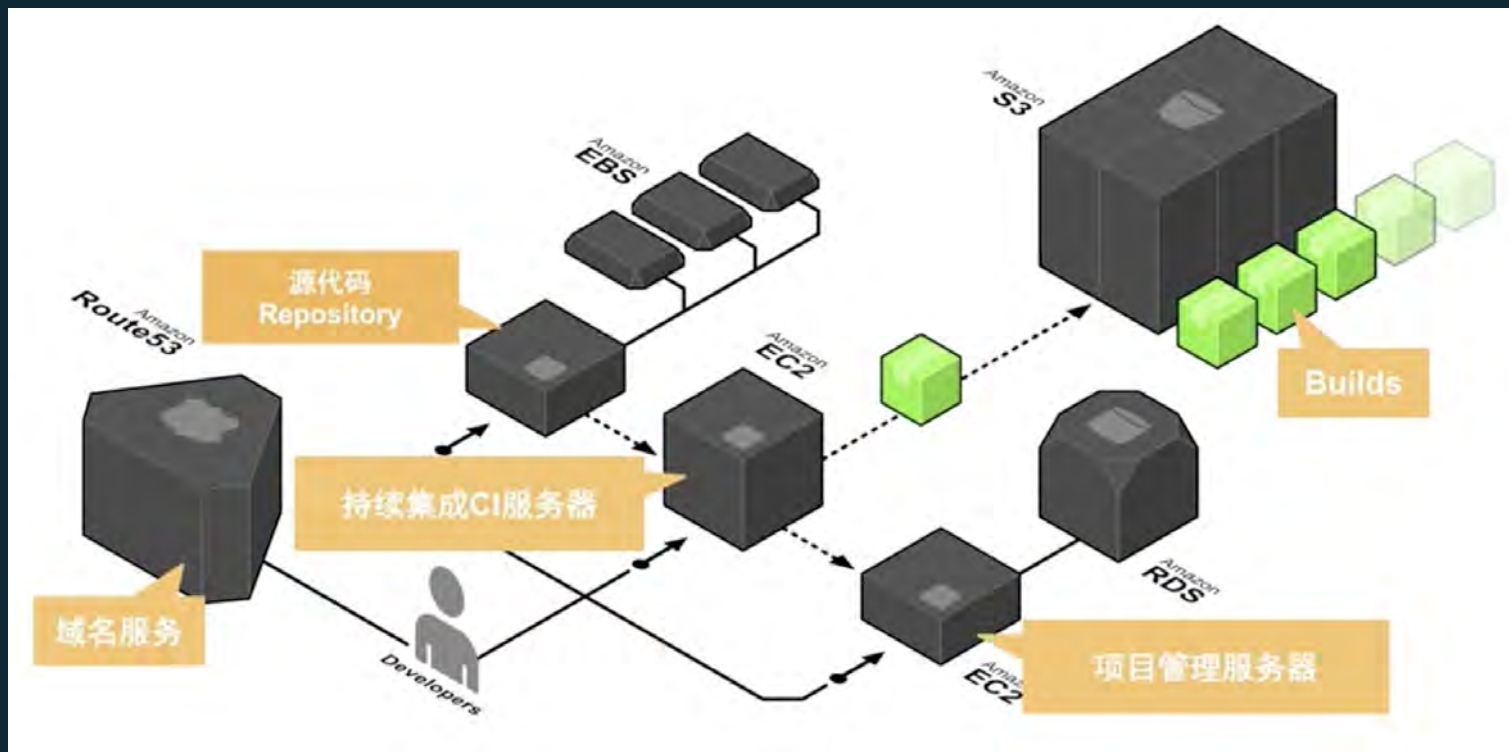 Amazon
S3
Amazon
EBS
源代码
Repository
Amazon
Route53
Amazon
EC2
Builds
持续集成CI服务器
Amazon
RDS
域名服务
Developers
项目管理服务器
Amazon
EC2